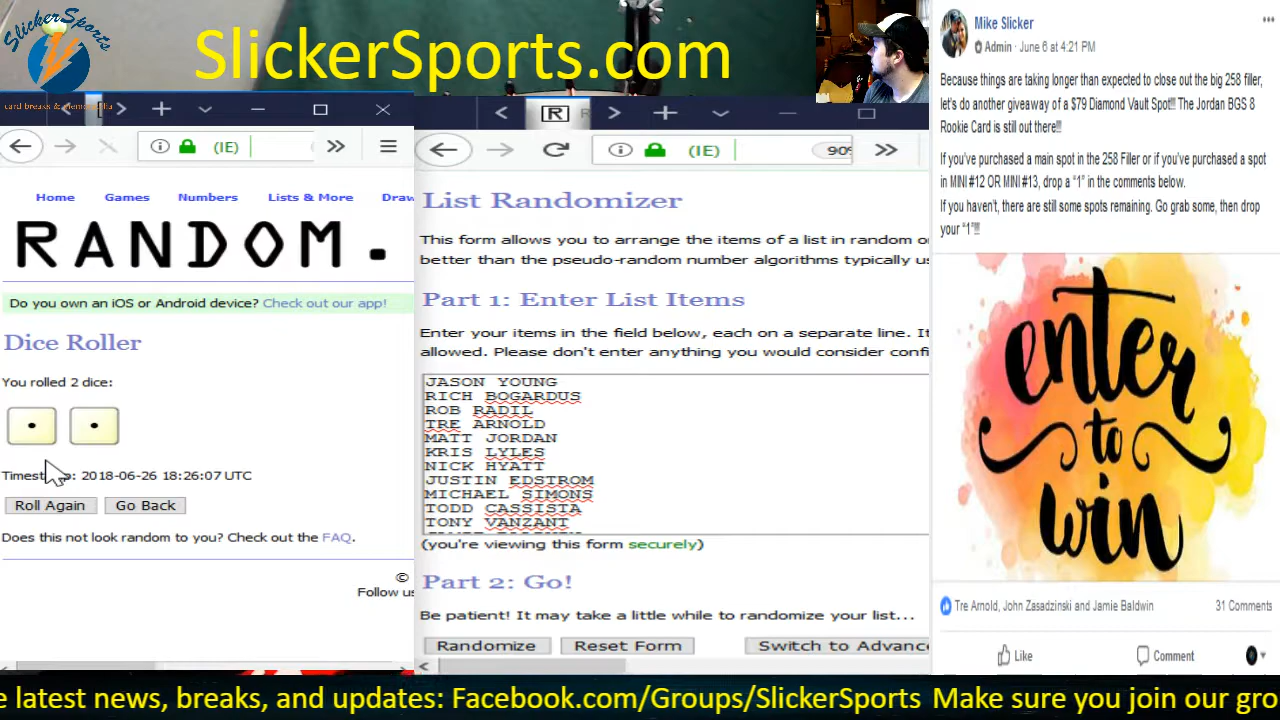 SlickerSports
card breaks & memorabilia
SlickerSports.com
(IE)
Home Games Numbers Lists & More Draw
RANDOM.
Do you own an iOS or Android device? Check out our app!
Dice Roller
You rolled 2 dice:
2018-06-26 18:26:07 UTC
Roll Again Go Back
Does this not look random to you? Check out the FAQ.
©
Follow us
R
(IE) 90%
List Randomizer
This form allows you to arrange the items of a list in random o
better than the pseudo-random number algorithms typically us
Part 1: Enter List Items
Enter your items in the field below, each on a separate line. It
allowed. Please don't enter anything you would consider confi
JASON YOUNG
RICH BOGARDUS
ROB RADIL
TRE ARNOLD
MATT JORDAN
KRIS LYLES
NICK HYATT
JUSTIN EDSTROM
MICHAEL SIMONS
TODD CASSISTA
TONY VANZANT
(you're viewing this form securely)
Part 2: Go!
Be patient! It may take a little while to randomize your list...
Randomize Reset Form Switch to Advanc
Mike Slicker
Admin · June 6 at 4:21 PM
Because things are taking longer than expected to close out the big 258 filler,
let's do another giveaway of a $79 Diamond Vault Spot!!! The Jordan BGS 8
Rookie Card is still out there!!!
If you've purchased a main spot in the 258 Filler or if you've purchased a spot
in MINI #12 OR MINI #13, drop a “1” in the comments below.
If you haven't, there are still some spots remaining. Go grab some, then drop
your “1”!!!
enter
to
win
Tre Arnold, John Zasadzinski and Jamie Baldwin 31 Comments
Like Comment
e latest news, breaks, and updates: Facebook.com/Groups/SlickerSports Make sure you join our gro